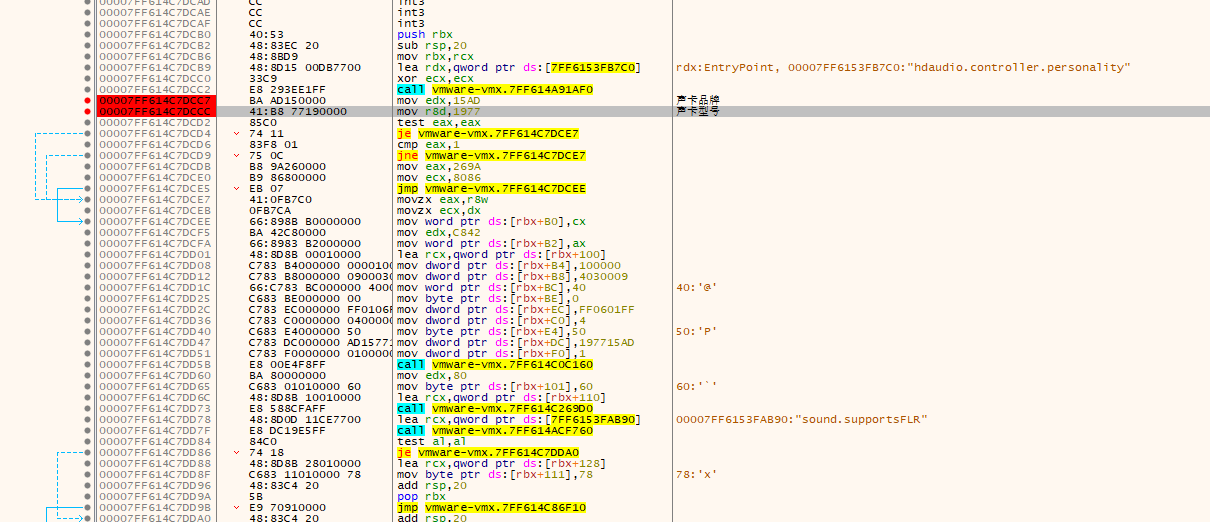 00007FF614C7DCAD CC int3
00007FF614C7DCAE CC int3
00007FF614C7DCAF CC int3
00007FF614C7DCB0 40:53 push rbx
00007FF614C7DCB2 48:83EC 20 sub rsp,20
00007FF614C7DCB6 48:8BD9 mov rbx,rcx
00007FF614C7DCB9 48:8D15 00DB7700 lea rdx,qword ptr ds:[7FF6153FB7C0] rdx:EntryPoint, 00007FF6153FB7C0:"hdaudio.controller.personality"
00007FF614C7DCC0 33C9 xor ecx,ecx
00007FF614C7DCC2 E8 293EE1FF call vmware-vmx.7FF614A91AF0
00007FF614C7DCC7 BA AD150000 mov edx,15AD 声卡品牌
00007FF614C7DCCC 41:B8 77190000 mov r8d,1977 声卡型号
00007FF614C7DCD2 85C0 test eax,eax
00007FF614C7DCD4 74 11 je vmware-vmx.7FF614C7DCE7
00007FF614C7DCD6 83F8 01 cmp eax,1
00007FF614C7DCD9 75 0C jne vmware-vmx.7FF614C7DCE7
00007FF614C7DCDB B8 9A260000 mov eax,269A
00007FF614C7DCE0 B9 86800000 mov ecx,8086
00007FF614C7DCE5 EB 07 jmp vmware-vmx.7FF614C7DCEE
00007FF614C7DCE7 41:0FB7C0 movzx eax,r8w
00007FF614C7DCEB 0FB7CA movzx ecx,dx
00007FF614C7DCEE 66:898B B0000000 mov word ptr ds:[rbx+B0],cx
00007FF614C7DCF5 BA 42C80000 mov edx,C842
00007FF614C7DCFA 66:8983 B2000000 mov word ptr ds:[rbx+B2],ax
00007FF614C7DD01 48:8D8B 00010000 lea rcx,qword ptr ds:[rbx+100]
00007FF614C7DD08 C783 B4000000 000010 mov dword ptr ds:[rbx+B4],100000
00007FF614C7DD12 C783 B8000000 090003 mov dword ptr ds:[rbx+B8],4030009
00007FF614C7DD1C 66:C783 BC000000 4000 mov word ptr ds:[rbx+BC],40 40:'@'
00007FF614C7DD25 C683 BE000000 00 mov byte ptr ds:[rbx+BE],0
00007FF614C7DD2C C783 EC000000 FF0106F mov dword ptr ds:[rbx+EC],FF0601FF
00007FF614C7DD36 C783 C0000000 040000 mov dword ptr ds:[rbx+C0],4
00007FF614C7DD40 C683 E4000000 50 mov byte ptr ds:[rbx+E4],50 50:'P'
00007FF614C7DD47 C783 DC000000 AD1577 mov dword ptr ds:[rbx+DC],197715AD
00007FF614C7DD51 C783 F0000000 010000 mov dword ptr ds:[rbx+F0],1
00007FF614C7DD5B E8 00E4F8FF call vmware-vmx.7FF614C0C160
00007FF614C7DD60 BA 80000000 mov edx,80
00007FF614C7DD65 C683 01010000 60 mov byte ptr ds:[rbx+101],60 60:'`'
00007FF614C7DD6C 48:8D8B 10010000 lea rcx,qword ptr ds:[rbx+110]
00007FF614C7DD73 E8 588CFAFF call vmware-vmx.7FF614C269D0
00007FF614C7DD78 48:8D0D 11CE7700 lea rcx,qword ptr ds:[7FF6153FAB90] 00007FF6153FAB90:"sound.supportsFLR"
00007FF614C7DD7F E8 DC19E5FF call vmware-vmx.7FF614ACF760
00007FF614C7DD84 84C0 test al,al
00007FF614C7DD86 74 18 je vmware-vmx.7FF614C7DDA0
00007FF614C7DD88 48:8D8B 28010000 lea rcx,qword ptr ds:[rbx+128]
00007FF614C7DD8F C683 11010000 78 mov byte ptr ds:[rbx+111],78 78:'x'
00007FF614C7DD96 48:83C4 20 add rsp,20
00007FF614C7DD9A 5B pop rbx
00007FF614C7DD9B E9 70910000 jmp vmware-vmx.7FF614C86F10
00007FF614C7DDA0 48:83C4 20 add rsp,20